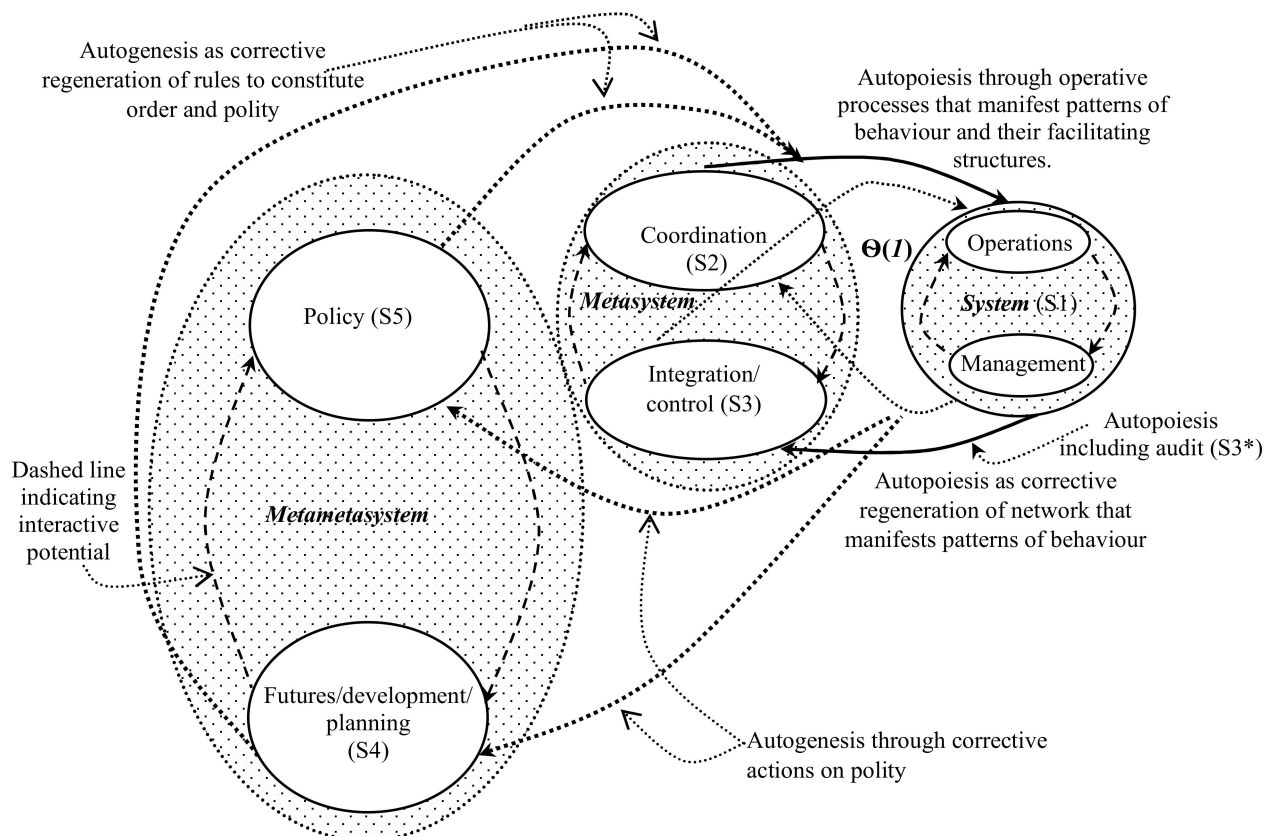 Autogenesis as corrective
regeneration of rules to constitute
order and polity
Autopoiesis through operative
processes that manifest patterns of
behaviour and their facilitating
structures.
Coordination
(S2)
Metasystem
Integration/
control (S3)
Θ(1)
Operations
System (S1)
Management
Policy (S5)
Autopoiesis
including audit (S3*)
Autopoiesis as corrective
regeneration of network that
manifests patterns of behaviour
Dashed line
indicating
interactive
potential
Metametasystem
Futures/development/
planning
(S4)
Autogenesis through corrective
actions on polity